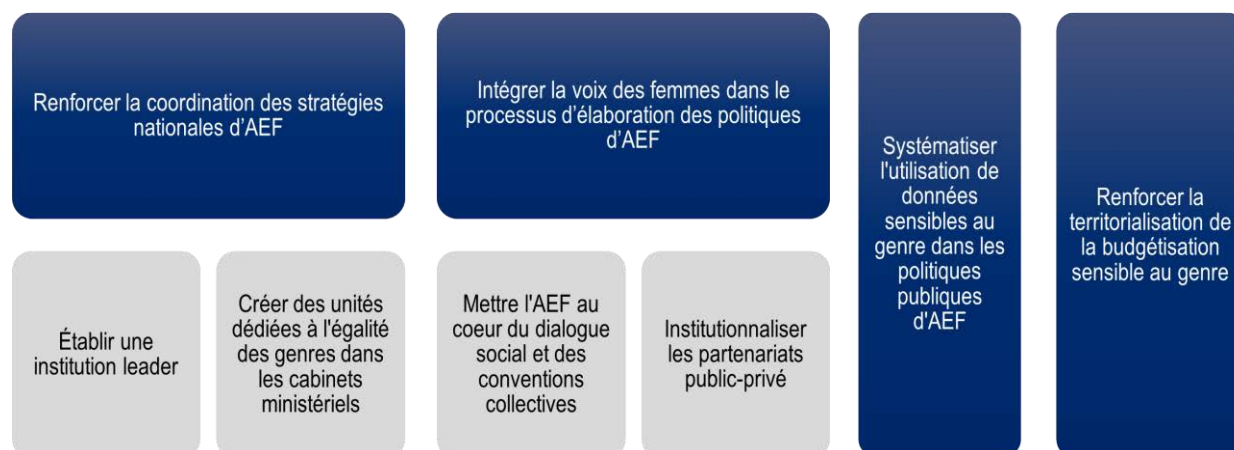 Renforcer la coordination des stratégies
nationales d'AEF
Intégrer la voix des femmes dans le
processus d'élaboration des politiques
d'AEF
Systématiser
l'utilisation de
données
sensibles au
genre dans les
politiques
publiques
d'AEF
Renforcer la
territorialisation de
la budgétisation
sensible au genre
Établir une
institution leader
Créer des unités
dédiées à l'égalité
des genres dans
les cabinets
ministériels
Mettre l'AEF au
coeur du dialogue
social et des
conventions
collectives
Institutionnaliser
les partenariats
public-privé